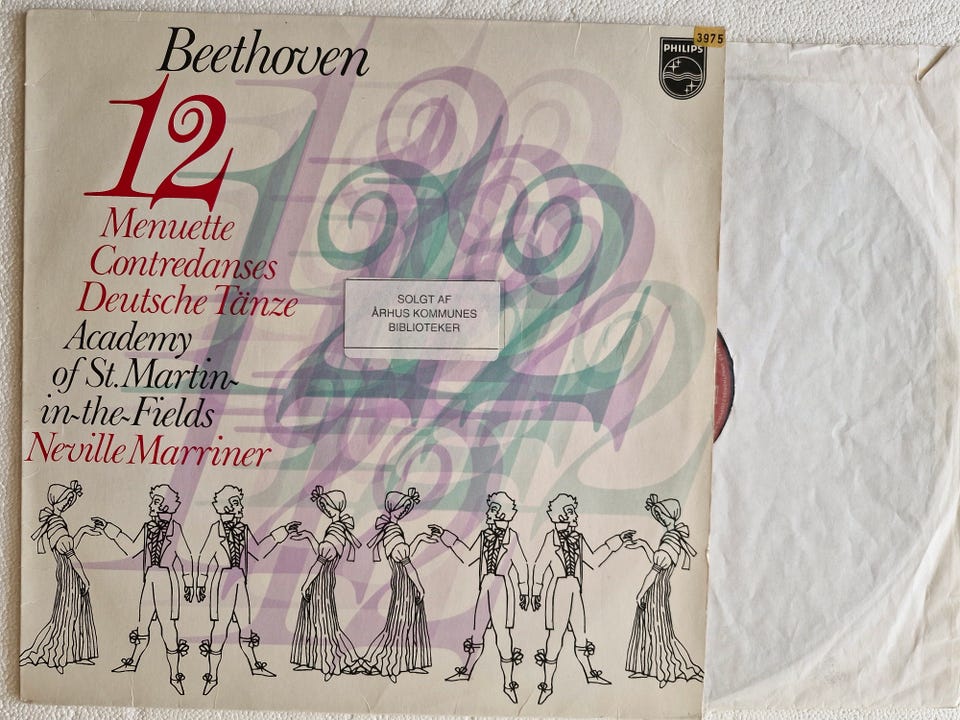 Beethoven
12
Menuette
Contredanses
Deutsche Tänze
Academy
of St. Martin~
in~the~Fields
Neville Marriner
3975
PHILIPS
SOLGT AF
ÅRHUS KOMMUNES
BIBLIOTEKER